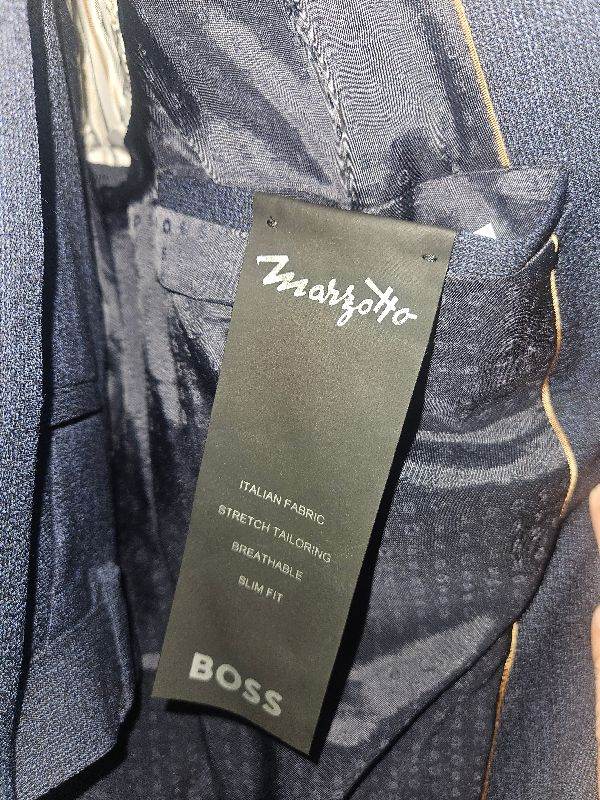 Marzotto
ITALIAN FABRIC
STRETCH TAILORING
BREATHABLE
SLIM FIT
BOSS